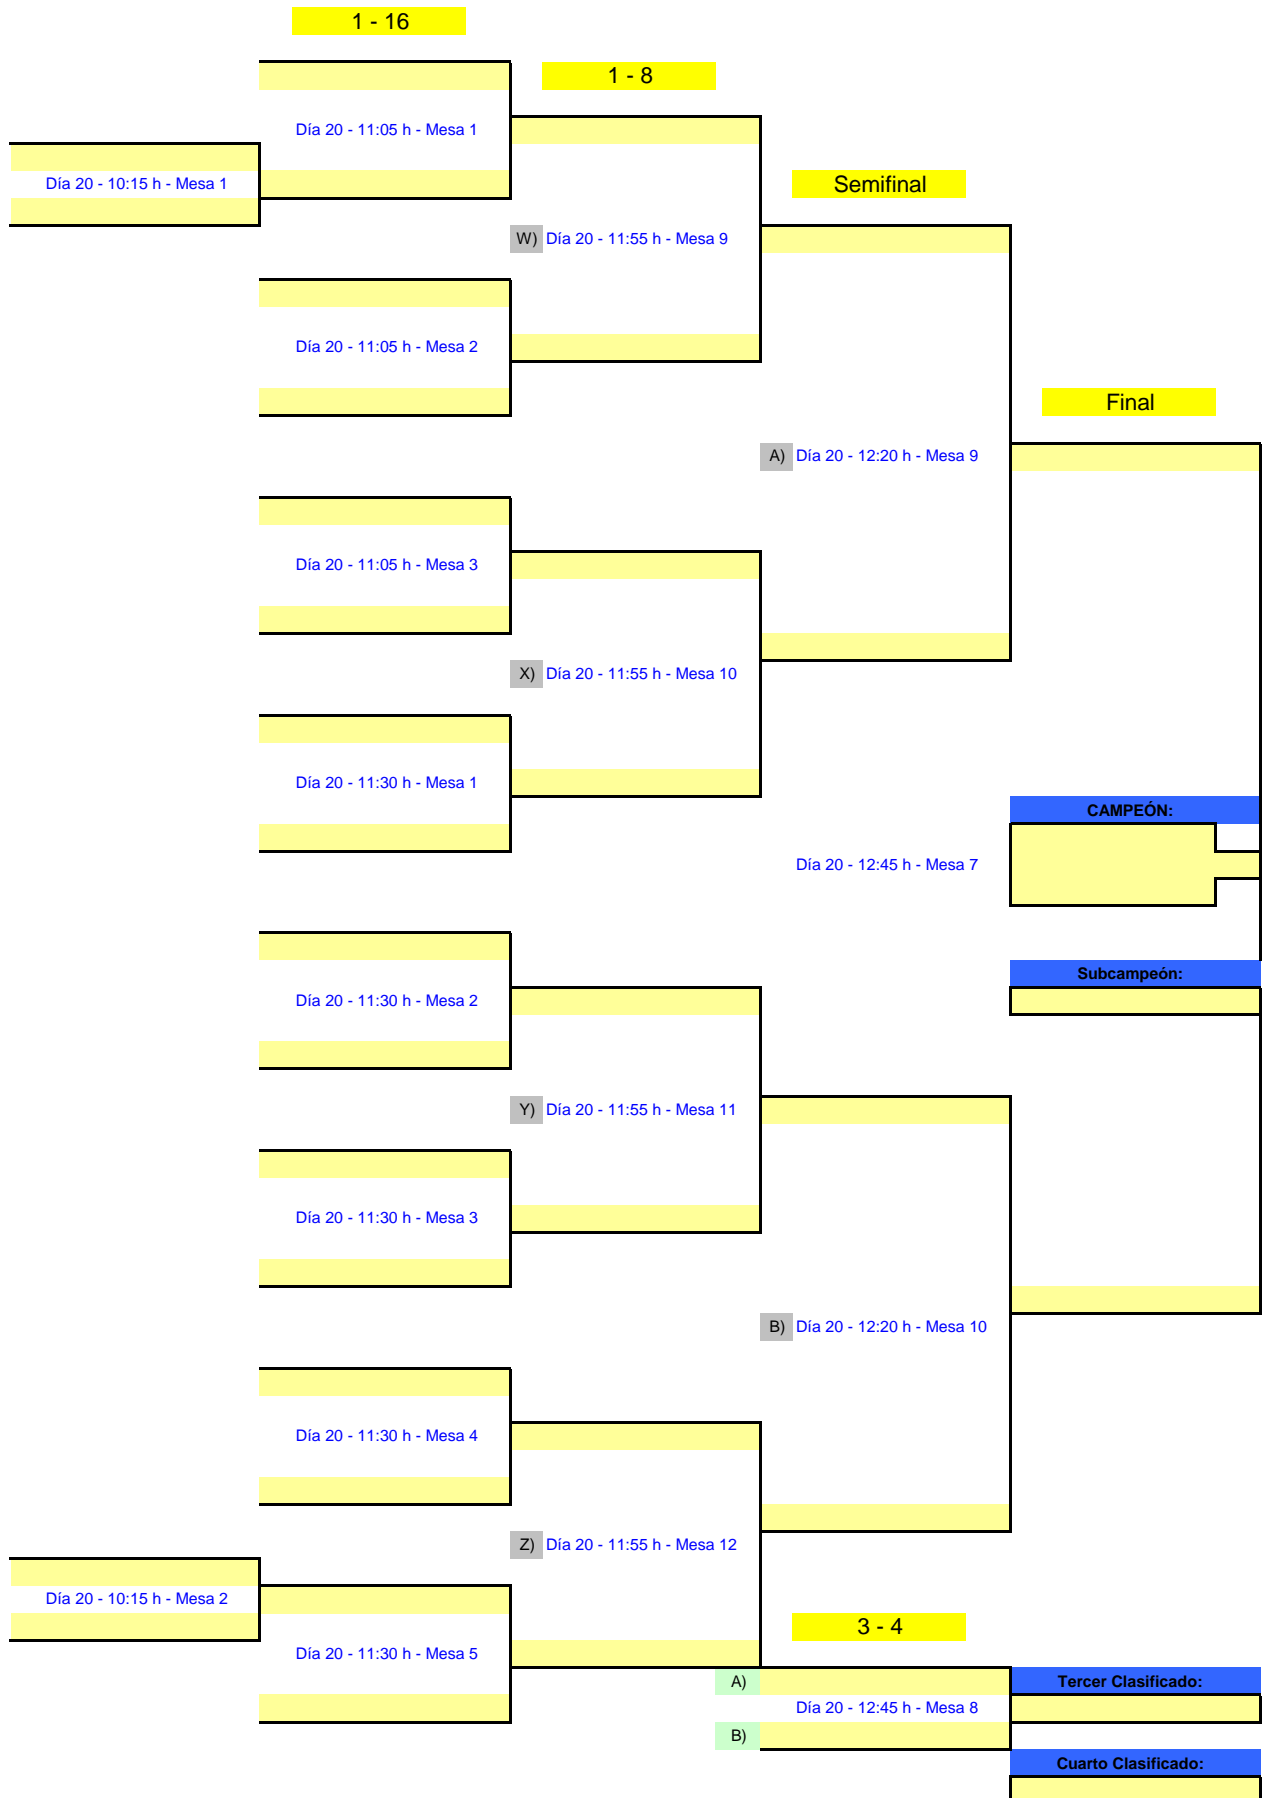 1 - 16
1 - 8
Día 20 - 11:05 h - Mesa 1
Día 20 - 10:15 h - Mesa 1
Semifinal
W) Día 20 - 11:55 h - Mesa 9
Día 20 - 11:05 h - Mesa 2
Final
A) Día 20 - 12:20 h - Mesa 9
Día 20 - 11:05 h - Mesa 3
X) Día 20 - 11:55 h - Mesa 10
Día 20 - 11:30 h - Mesa 1
CAMPEÓN:
Día 20 - 12:45 h - Mesa 7
Subcampeón:
Día 20 - 11:30 h - Mesa 2
Y) Día 20 - 11:55 h - Mesa 11
Día 20 - 11:30 h - Mesa 3
B) Día 20 - 12:20 h - Mesa 10
Día 20 - 11:30 h - Mesa 4
Z) Día 20 - 11:55 h - Mesa 12
Día 20 - 10:15 h - Mesa 2
3 - 4
Día 20 - 11:30 h - Mesa 5
A)
Tercer Clasificado:
Día 20 - 12:45 h - Mesa 8
B)
Cuarto Clasificado: